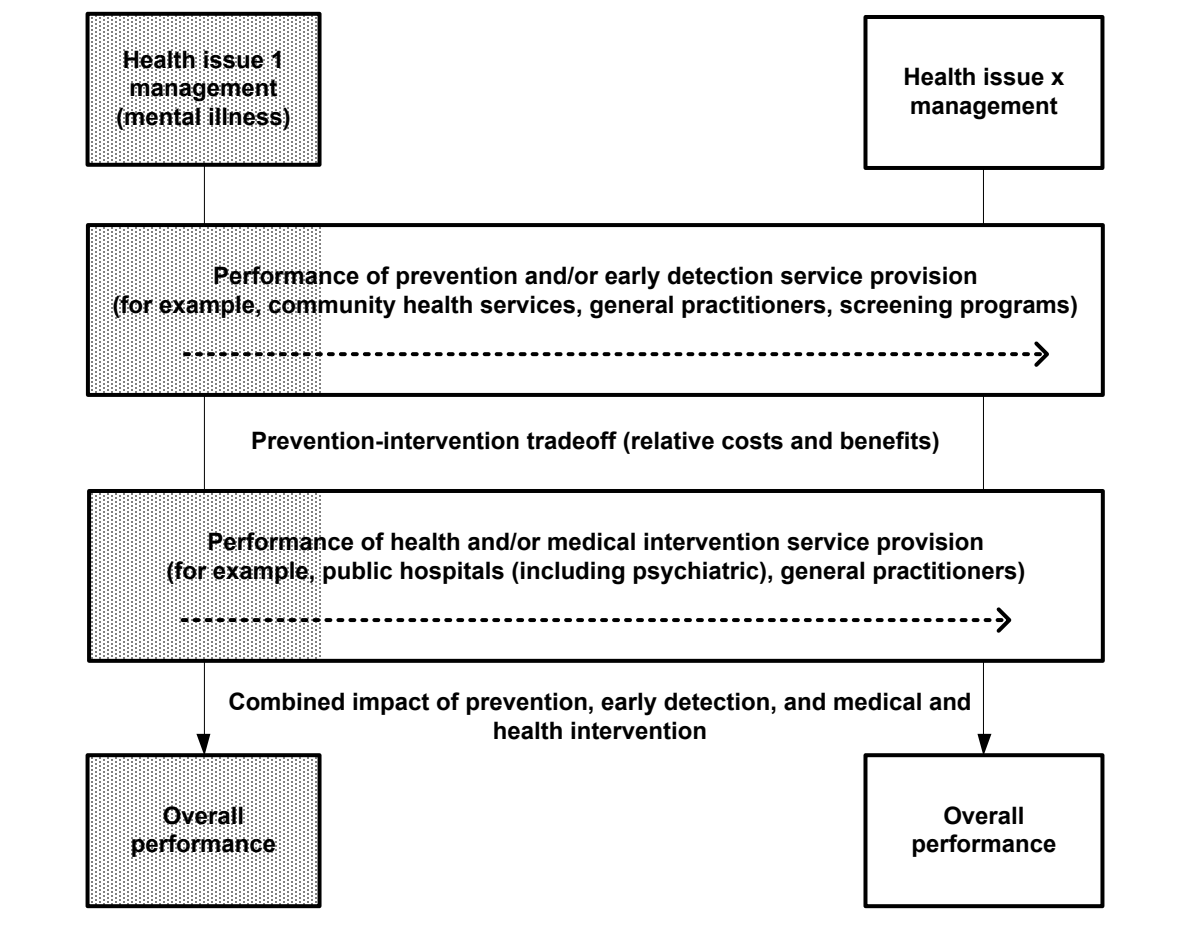 Health issue 1
management
(mental illness)
Health issue x
management
Performance of prevention and/or early detection service provision
(for example, community health services, general practitioners, screening programs)
Prevention-intervention tradeoff (relative costs and benefits)
Performance of health and/or medical intervention service provision
(for example, public hospitals (including psychiatric), general practitioners)
Combined impact of prevention, early detection, and medical and
health intervention
Overall
performance
Overall
performance